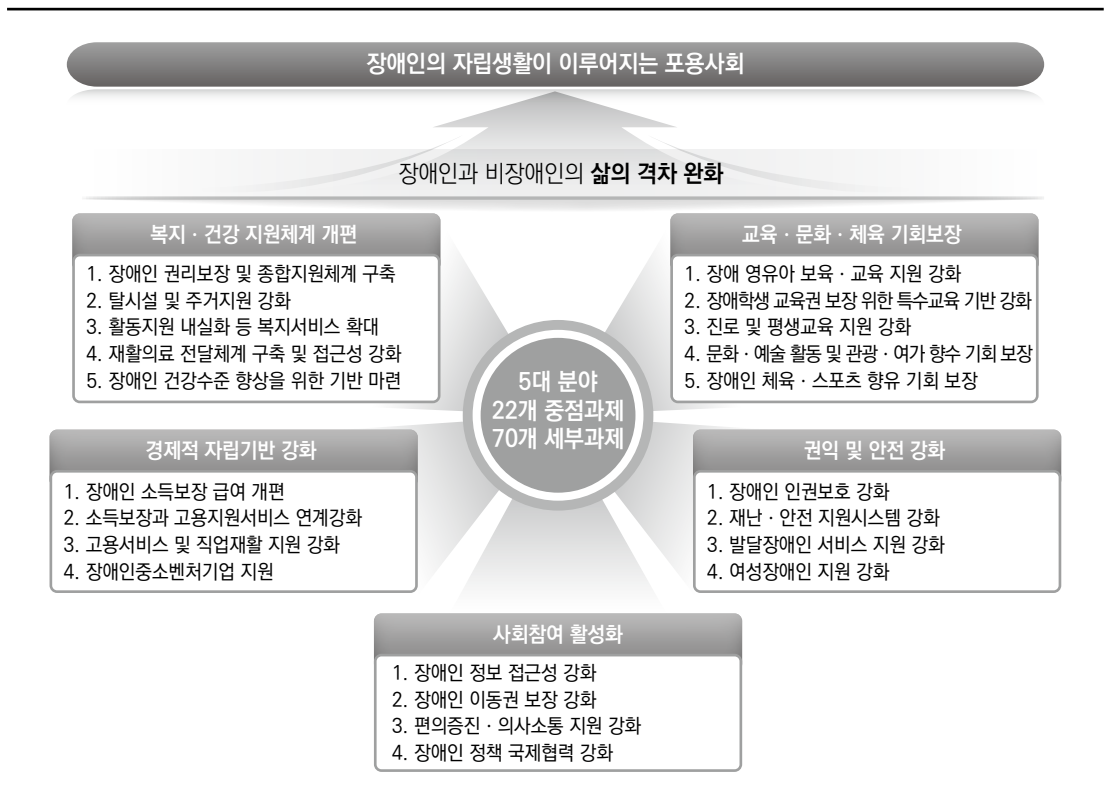 장애인의 자립생활이 이루어지는 포용사회
장애인과 비장애인의 삶의 격차 완화
복지 · 건강 지원체계 개편
1. 장애인 권리보장 및 종합지원체계 구축
2. 탈시설 및 주거지원 강화
3. 활동지원 내실화 등 복지서비스 확대
4. 재활의료 전달체계 구축 및 접근성 강화
5. 장애인 건강수준 향상을 위한 기반 마련
교육 · 문화 · 체육 기회보장
1. 장애 영유아 보육 · 교육 지원 강화
2. 장애학생 교육권 보장 위한 특수교육 기반 강화
3. 진로 및 평생교육 지원 강화
4. 문화 · 예술 활동 및 관광 · 여가 향수 기회 보장
5. 장애인 체육 · 스포츠 향유 기회 보장
5대 분야
22개 중점과제
70개 세부과제
경제적 자립기반 강화
1. 장애인 소득보장 급여 개편
2. 소득보장과 고용지원서비스 연계강화
3. 고용서비스 및 직업재활 지원 강화
4. 장애인중소벤처기업 지원
권익 및 안전 강화
1. 장애인 인권보호 강화
2. 재난 · 안전 지원시스템 강화
3. 발달장애인 서비스 지원 강화
4. 여성장애인 지원 강화
사회참여 활성화
1. 장애인 정보 접근성 강화
2. 장애인 이동권 보장 강화
3. 편의증진 · 의사소통 지원 강화
4. 장애인 정책 국제협력 강화